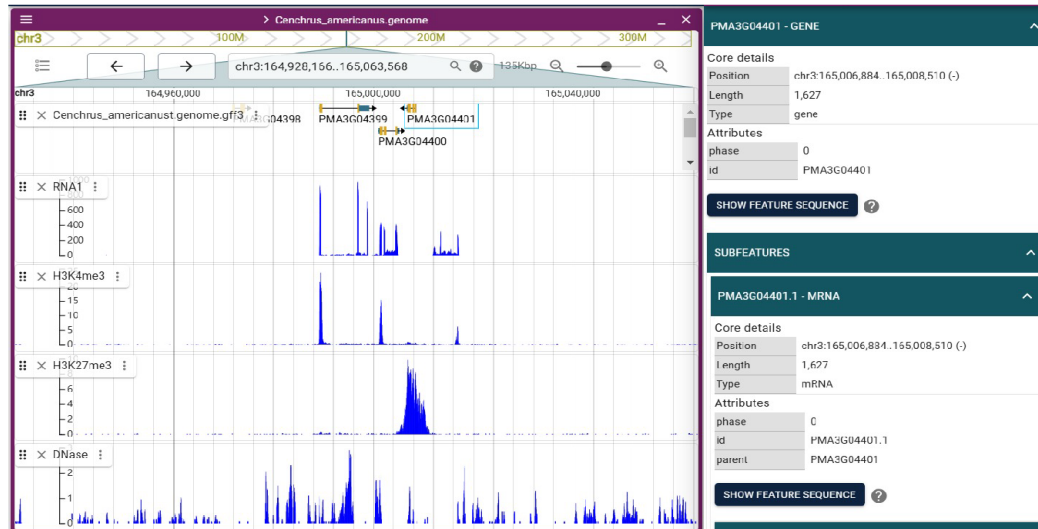 Cenchrus_americanus.genome
chr3
100M
200M
300M
chr3:164,928,166..165,063,568
135Kbp
chr3
164,960,000
165,000,000
165,040,000
Cenchrus_americanust.genome.gff3
PMA3G04398
PMA3G04399
PMA3G04401
PMA3G04400
RNA1
600
400
200
0
H3K4me3
15
10
5
0
H3K27me3
8
6
4
2
0
DNase
2
1
0
PMA3G04401 - GENE
Core details
Position chr3:165,006,884..165,008,510 (-)
Length 1,627
Type gene
Attributes
phase 0
id PMA3G04401
SHOW FEATURE SEQUENCE
SUBFEATURES
PMA3G04401.1 - MRNA
Core details
Position chr3:165,006,884..165,008,510 (-)
Length 1,627
Type mRNA
Attributes
phase 0
id PMA3G04401.1
parent PMA3G04401
SHOW FEATURE SEQUENCE